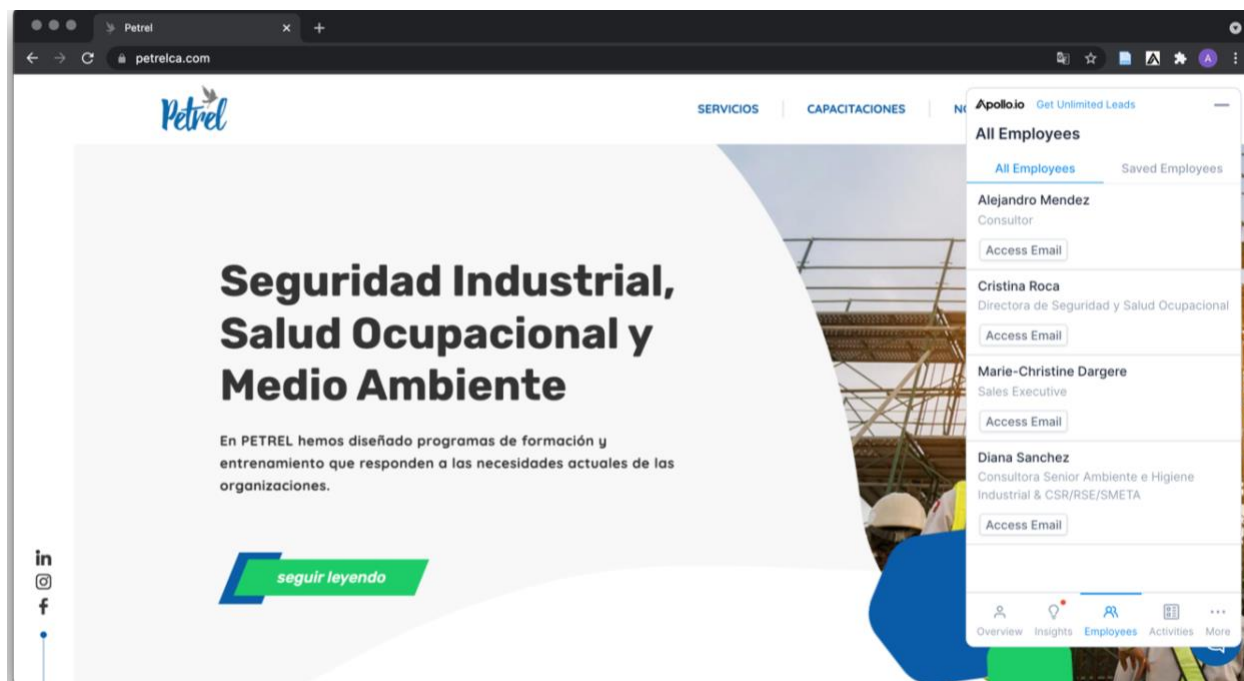 Petrel
petrelca.com
A
Petrel
SERVICIOS
CAPACITACIONES
Seguridad Industrial,
Salud Ocupacional y
Medio Ambiente
En PETREL hemos diseñado programas de formación y
entrenamiento que responden a las necesidades actuales de las
organizaciones.
seguir leyendo
in
f
Apollo.io Get Unlimited Leads
All Employees
All Employees Saved Employees
Alejandro Mendez
Consultor
Access Email
Cristina Roca
Directora de Seguridad y Salud Ocupacional
Access Email
Marie-Christine Dargere
Sales Executive
Access Email
Diana Sanchez
Consultora Senior Ambiente e Higiene
Industrial & CSR/RSE/SMETA
Access Email
Overview Insights Employees Activities More